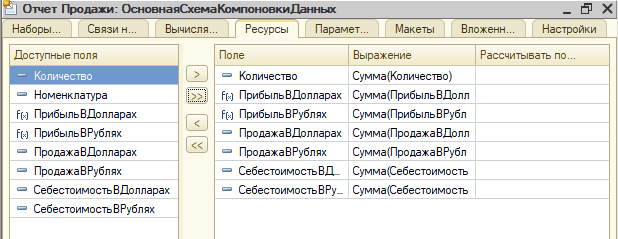 Отчет Продажи: ОсновнаяСхемаКомпоновкиДанных
Наборы... Связи н... Вычисля... Ресурсы Парамет... Макеты Вложенн... Настройки
Доступные поля
Количество
Номенклатура
ПрибыльВДолларах
ПрибыльВРублях
ПродажаВДолларах
ПродажаВРублях
СебестоимостьВДолларах
СебестоимостьВРублях
>
>>
<
<<
Поле Выражение Рассчитывать по...
Количество Сумма(Количество)
ПрибыльВДолларах Сумма(ПрибыльВДолл
ПрибыльВРублях Сумма(ПрибыльВРубл
ПродажаВДолларах Сумма(ПродажаВДолл
ПродажаВРублях Сумма(ПродажаВРубл
СебестоимостьВД... Сумма(Себестоимость
СебестоимостьВРу... Сумма(Себестоимость